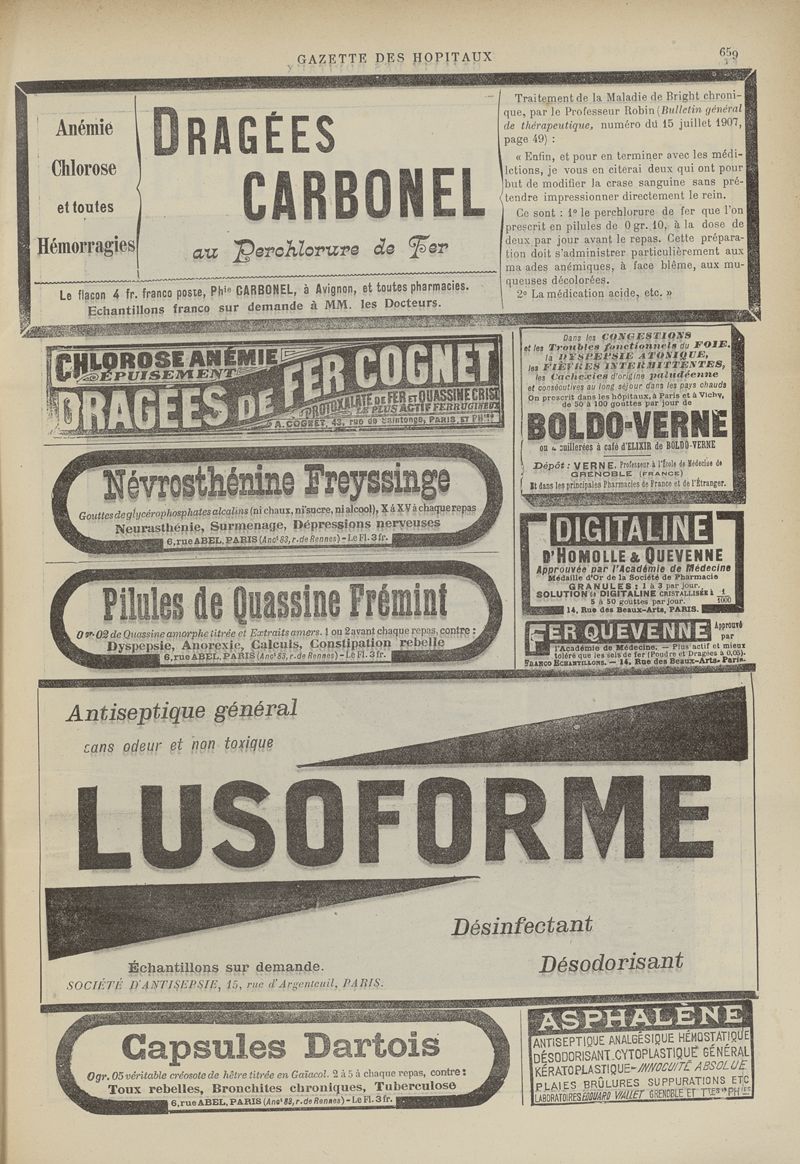 GAZETTE DES HOPITAUX
659
Anémie
Chlorose
et toutes
Hémorragies
DRAGÉES
CARBONEL
au Perchlorure de Fer
Le flacon 4 fr. franco poste, Phie CARBONEL, à Avignon, et toutes pharmacies.
Echantillons franco sur demande à MM. les Docteurs.
Traitement de la Maladie de Bright chroni-
que, par le Professeur Robin (Bulletin général
de thérapeutique, numéro du 15 juillet 1907,
page 49) :
« Enfin, et pour en terminer avec les médi-
ctions, je vous en citerai deux qui ont pour
but de modifier la crase sanguine sans pré-
tendre impressionner directement le rein.
Ce sont : 1º le perchlorure de fer que l'on
prescrit en pilules de 0 gr. 10, à la dose de
deux par jour avant le repas. Cette prépara-
tion doit s'administrer particulièrement aux
ma ades anémiques, à face blême, aux mu-
queuses décolorées.
2º La médication acide, etc. »
CHLOROSE ANÉMIE
ÉPUISEMENT
DRAGÉES DE FER COGNET
PROTOXALATE DE FER ET QUASSINE CRIST
LE PLUS ACTIF FERRUGINEUX
A. COGNET, 43, rue de Saintonge, PARIS, ET PHies
Dans les CONGESTIONS
et les Troubles fonctionnels du FOIE,
la DYSPEPSIE ATONIQUE,
les FIÈVRES INTERMITTENTES,
les Cachexies d'origine paludéenne
et consécutives au long séjour dans les pays chauds
On prescrit dans les hôpitaux, à Paris et à Vichy,
de 50 à 100 gouttes par jour de
BOLDO-VERNE
ou 4 cuillerées à café d'ELIXIR de BOLDO-VERNE
Dépôt : VERNE, Professeur à l'École de Médecine de
GRENOBLE (FRANCE)
Et dans les principales Pharmacies de France et de l'Étranger.
Névrosthénine Freyssinge
Gouttes de glycérophosphates alcalins (ni chaux, ni sucre, ni alcool), X à XV à chaque repas
Neurasthénie, Surmenage, Dépressions nerveuses
6, rue ABEL, PARIS (Anct 83, r. de Rennes) - Le Fl. 3 fr.
DIGITALINE
D'HOMOLLE & QUEVENNE
Approuvée par l'Académie de Médecine
Médaille d'Or de la Société de Pharmacie
GRANULES : 1 à 3 par jour.
SOLUTION de DIGITALINE CRISTALLISÉE à 1/1000
5 à 50 gouttes par jour.
14, Rue des Beaux-Arts, PARIS.
Pilules de Quassine Frémint
0 gr. 02 de Quassine amorphe titrée et Extraits amers. 1 ou 2 avant chaque repas, contre :
Dyspepsie, Anorexie, Calculs, Constipation rebelle
6, rue ABEL, PARIS (Anct 83, r. de Rennes) - Le Fl. 3 fr.
FER QUEVENNE Approuvé
par
l'Académie de Médecine. — Plus actif et mieux
toléré que les sels de fer (Poudre et Dragées à 0,05).
FRANCO ÉCHANTILLONS. — 14, Rue des Beaux-Arts, Paris.
Antiseptique général
sans odeur et non toxique
LUSOFORME
Désinfectant
Désodorisant
Échantillons sur demande.
SOCIÉTÉ D'ANTISEPSIE, 15, rue d'Argenteuil, PARIS.
Capsules Dartois
0 gr. 05 véritable créosote de hêtre titrée en Gaïacol. 2 à 5 à chaque repas, contre :
Toux rebelles, Bronchites chroniques, Tuberculose
6, rue ABEL, PARIS (Anct 83, r. de Rennes) - Le Fl. 3 fr.
ASPHALÈNE
ANTISEPTIQUE ANALGÉSIQUE HÉMOSTATIQUE
DÉSODORISANT. CYTOPLASTIQUE GÉNÉRAL
KÉRATOPLASTIQUE - INNOCUITÉ ABSOLUE
PLAIES BRÛLURES SUPPURATIONS ETC
LABORATOIRES EDOUARD VIALLET GRENOBLE ET TTES PHIES